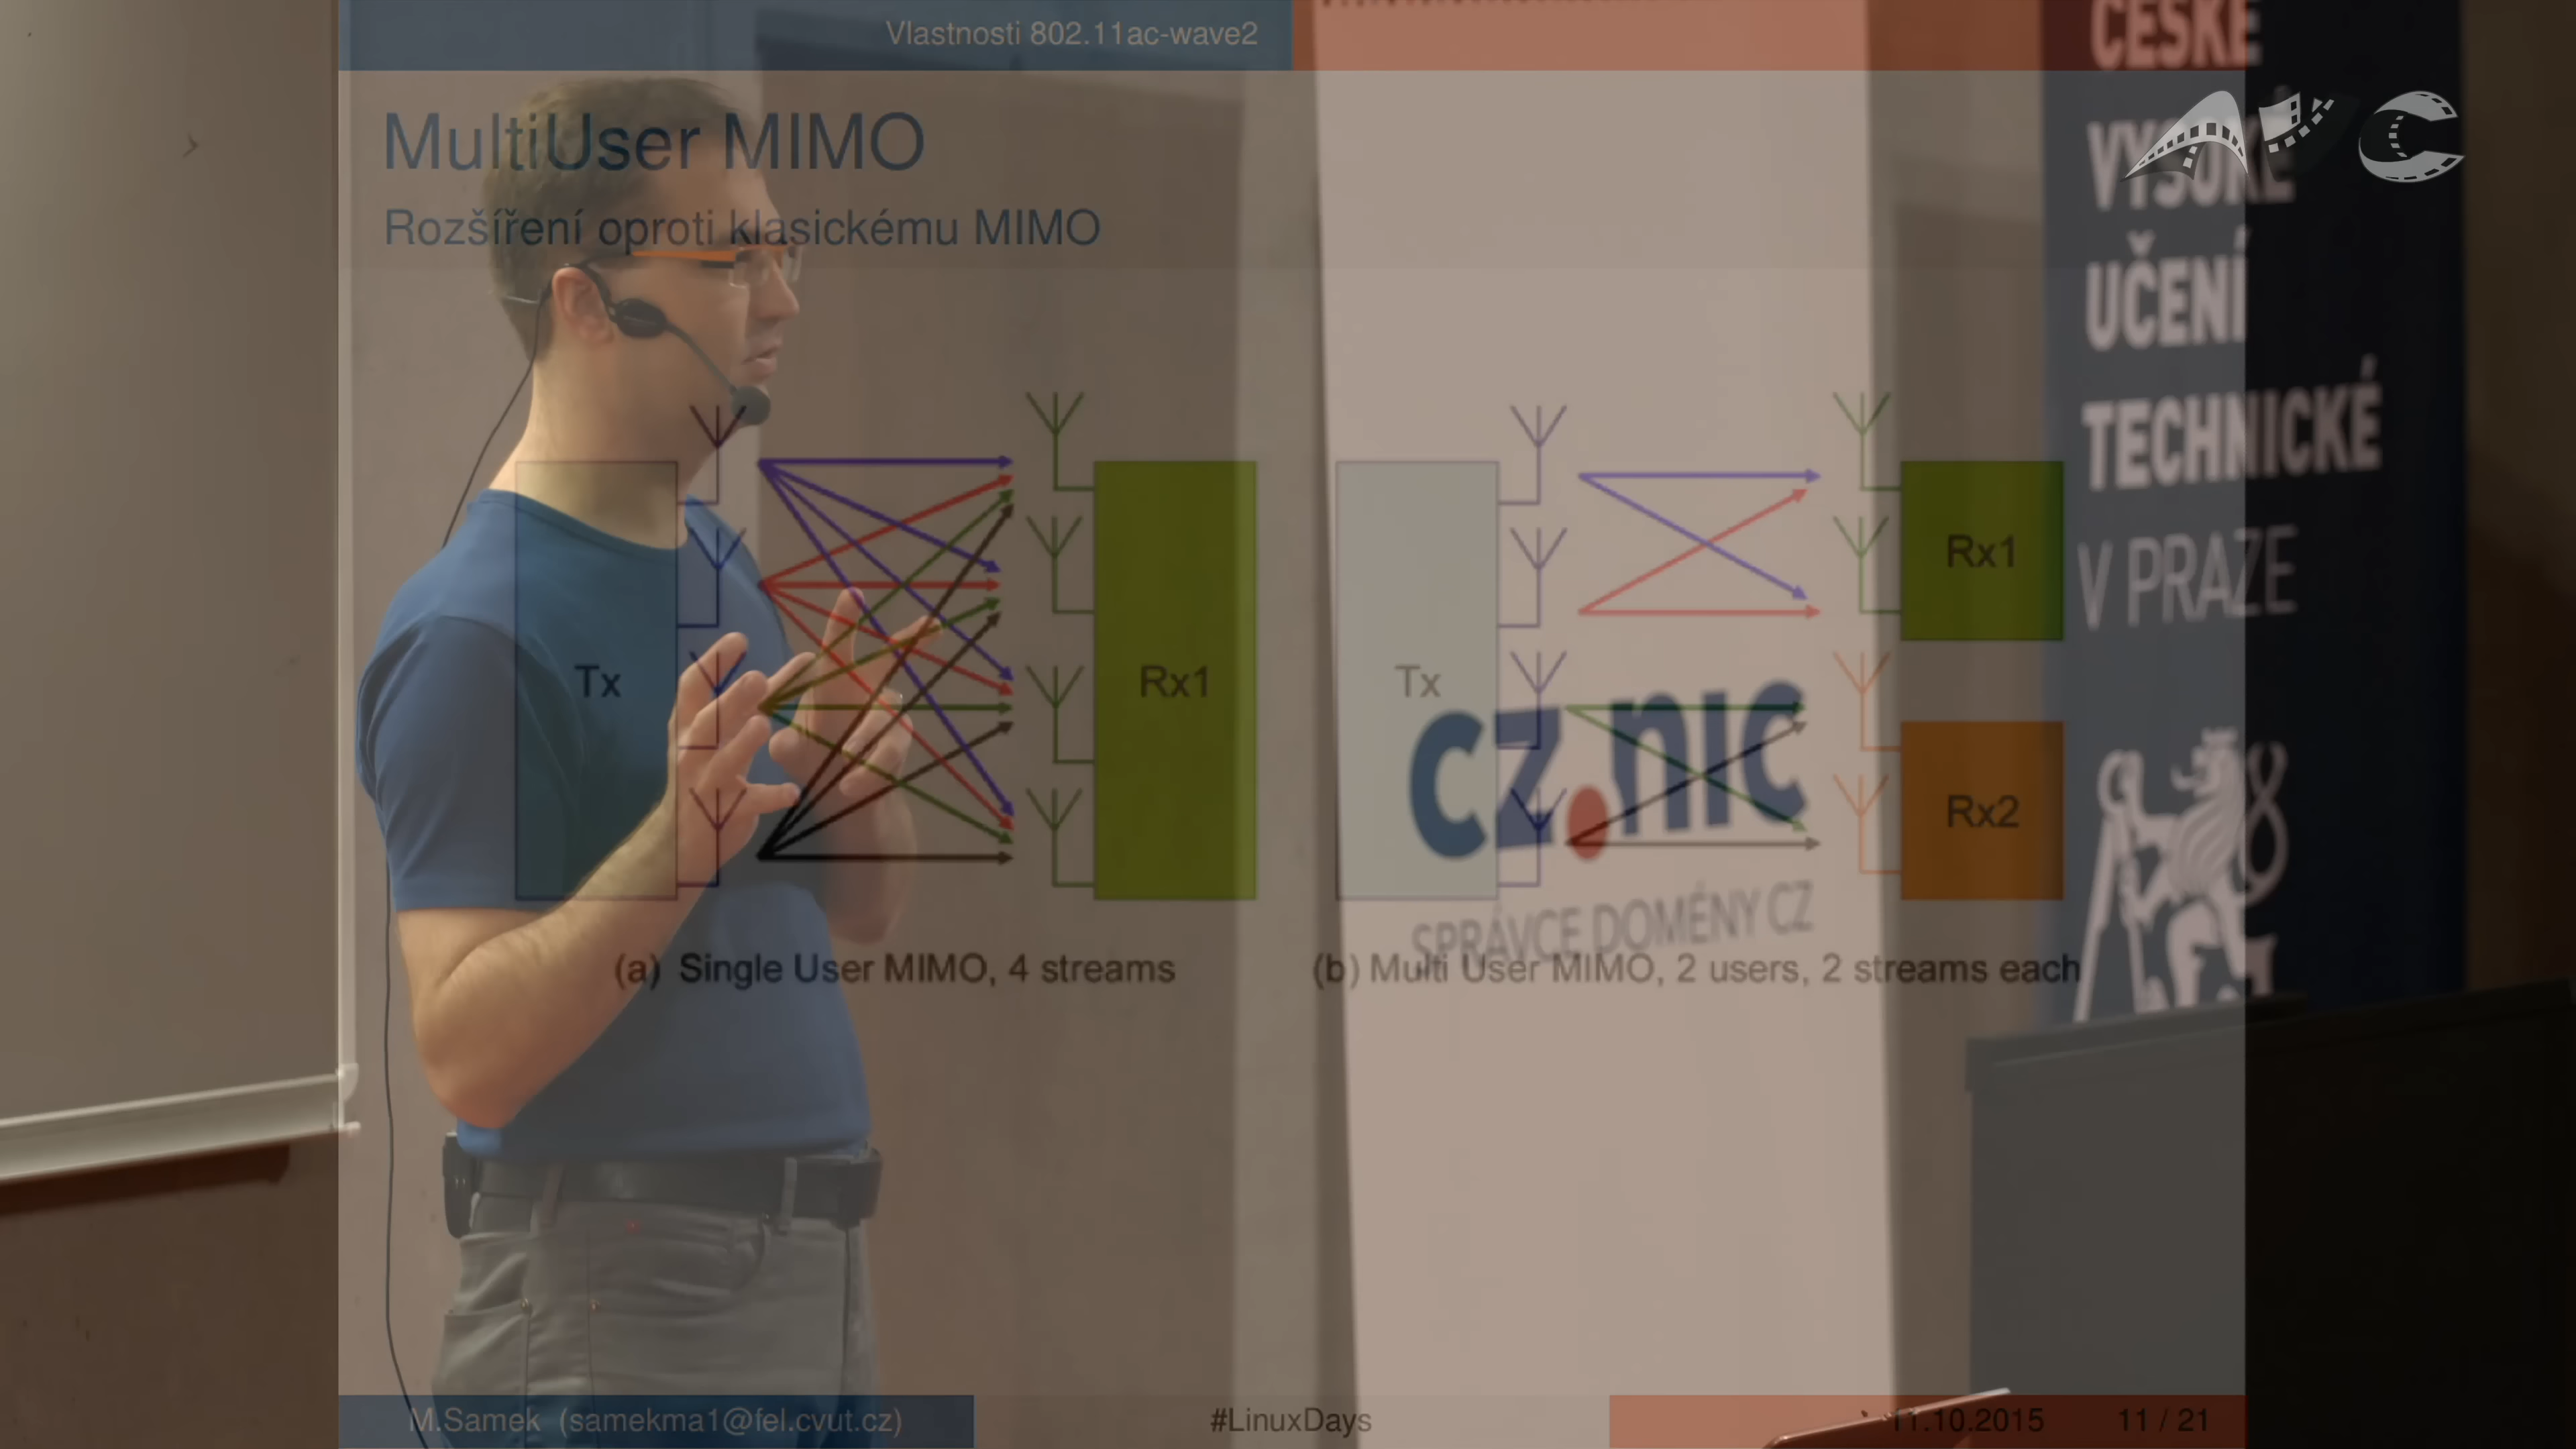 Vlastnosti 802.11ac-wave2
MultiUser MIMO
Rozšíření oproti klasickému MIMO
Tx
Rx1
Tx
Rx1
Rx2
(a) Single User MIMO, 4 streams
(b) Multi User MIMO, 2 users, 2 streams each
M.Samek (samekma1@fel.cvut.cz)
#LinuxDays
11.10.2015
11 / 21
cz.nic
SPRÁVCE DOMÉNY CZ
ČESKÉ
VYSOKÉ
UČENÍ
TECHNICKÉ
V PRAZE
AVC